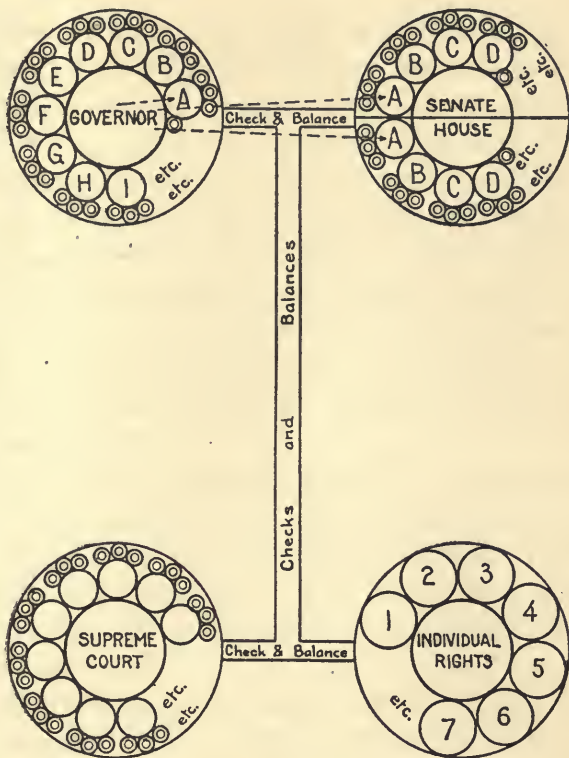 D C B
E A
F GOVERNOR
G
H I
etc.
etc.
Check & Balance
B C D
A SENATE
etc.
etc.
A HOUSE
B C D
etc.
etc.
Checks and Balances
SUPREME
COURT
etc.
etc.
Check & Balance
1 2 3 4 5 6 7
INDIVIDUAL
RIGHTS
etc.